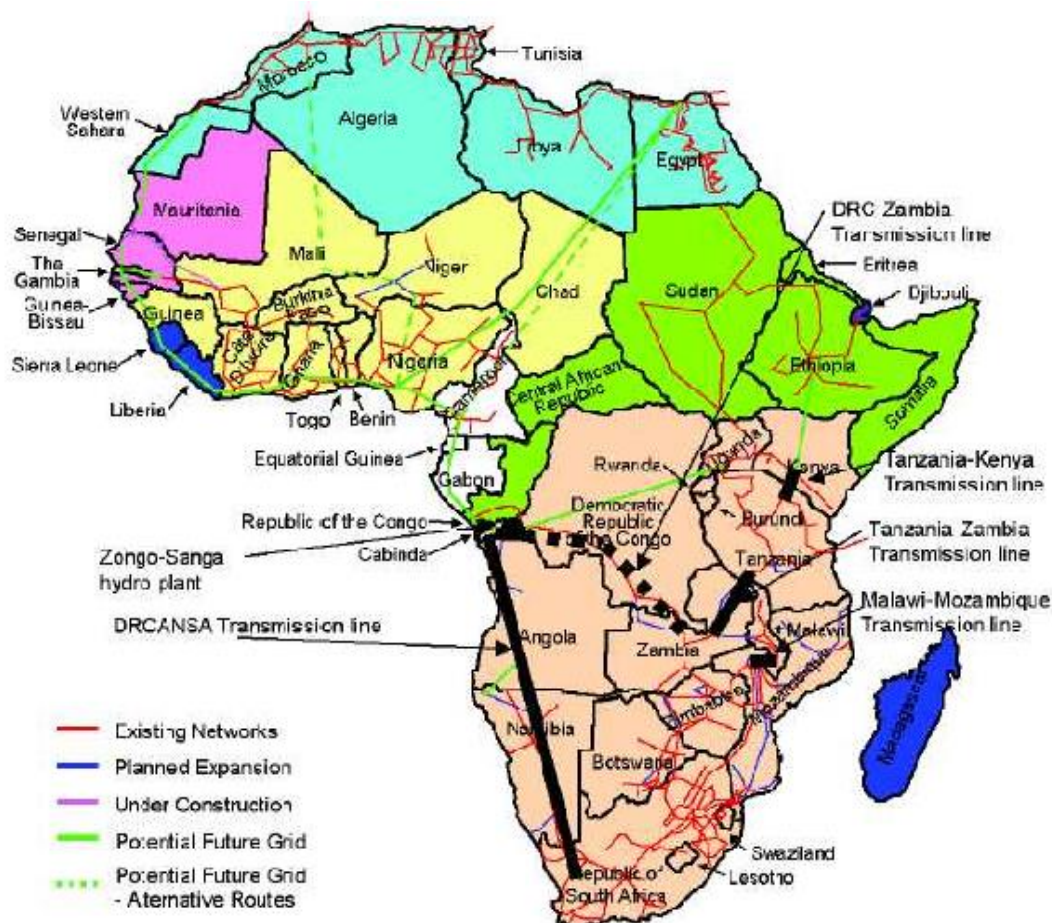 Tunisia
Morocco
Western
Sahara
Algeria
Libya
Egypt
Mauritania
DRC Zambia
Transmission line
Senegal
The
Gambia
Guinea-
Bissau
Mali
Niger
Chad
Sudan
Eritrea
Djibouti
Guinea
Burkina
Faso
Cote
D'Ivoire
Ghana
Nigeria
Ethiopia
Sierra Leone
Liberia
Togo
Benin
Cameroon
Central African
Republic
Somalia
Equatorial Guinea
Gabon
Rwanda
Uganda
Kenya
Tanzania-Kenya
Transmission line
Democratic
Republic
of the Congo
Burundi
Republic of the Congo
Cabinda
Zongo-Sanga
hydro plant
Tanzania
Tanzania-Zambia
Transmission line
Malawi-Mozambique
Transmission line
DRCANSA Transmission line
Angola
Zambia
Malawi
Mozambique
Zimbabwe
Namibia
Botswana
Madagascar
Existing Networks
Planned Expansion
Under Construction
Potential Future Grid
Potential Future Grid
- Aternative Routes
Swaziland
Lesotho
Republic of
South Africa